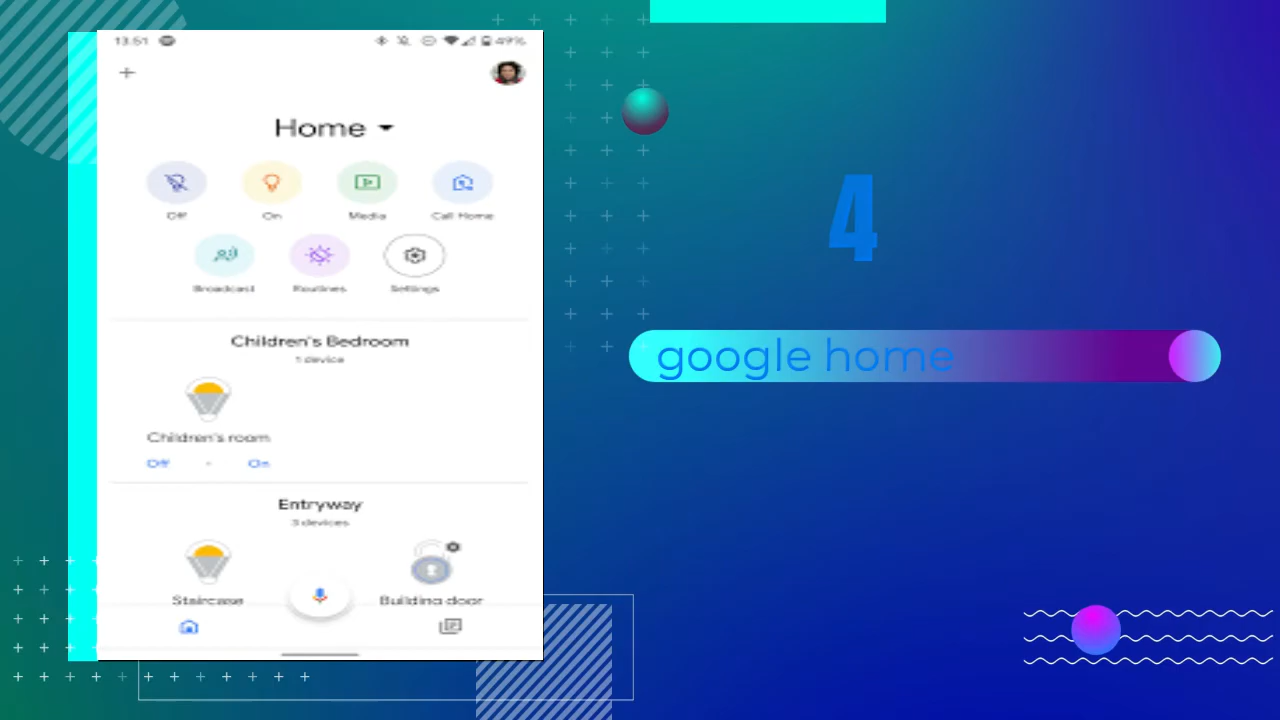 13:51 49%
Home
Off On Media Call Home
Broadcast Routines Settings
Children's Bedroom
1 device
Children's room
Off - On
Entryway
3 devices
Staircase Building door
4
google home